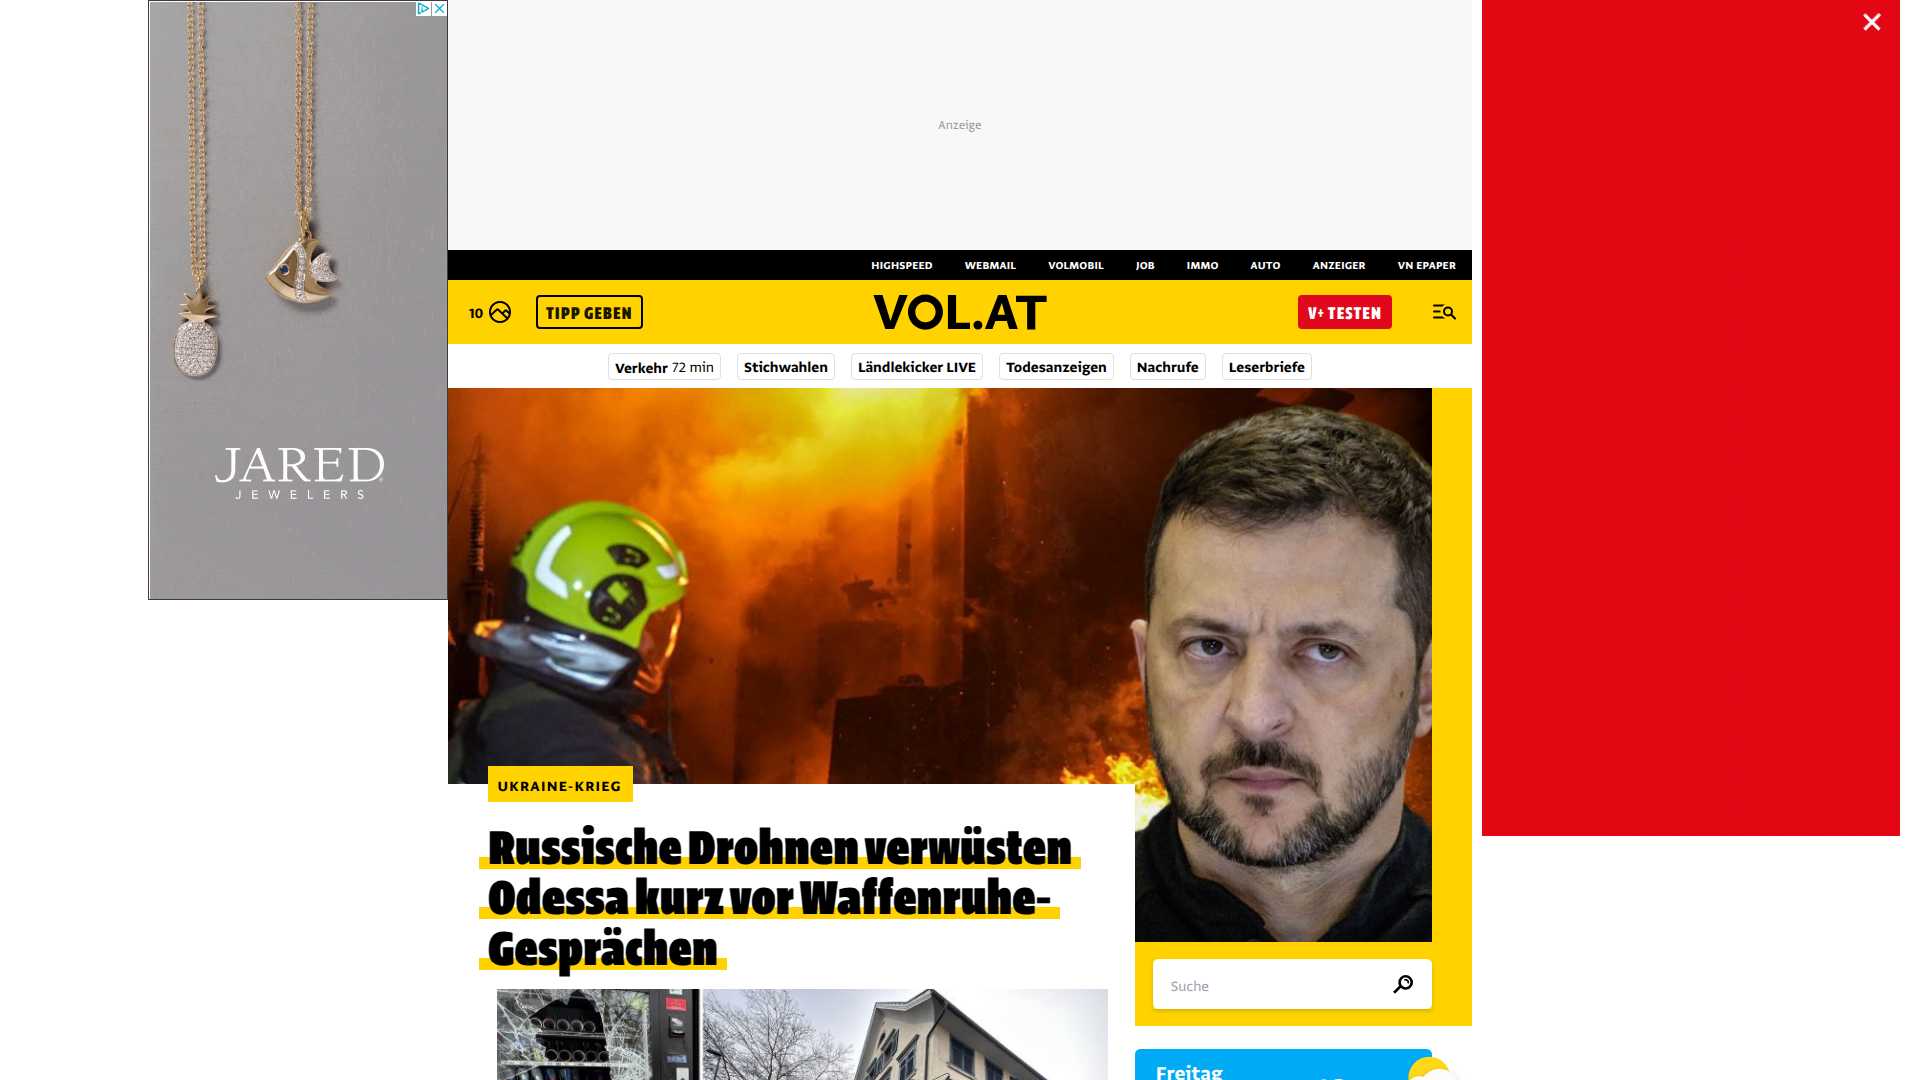 JARED
JEWELERS
Anzeige
HIGHSPEED WEBMAIL VOLMOBIL JOB IMMO AUTO ANZEIGER VN EPAPER
10 TIPP GEBEN VOL.AT V+ TESTEN
Verkehr 72 min Stichwahlen Ländlekicker LIVE Todesanzeigen Nachrufe Leserbriefe
UKRAINE-KRIEG
Russische Drohnen verwüsten
Odessa kurz vor Waffenruhe-
Gesprächen
Suche
Freitag